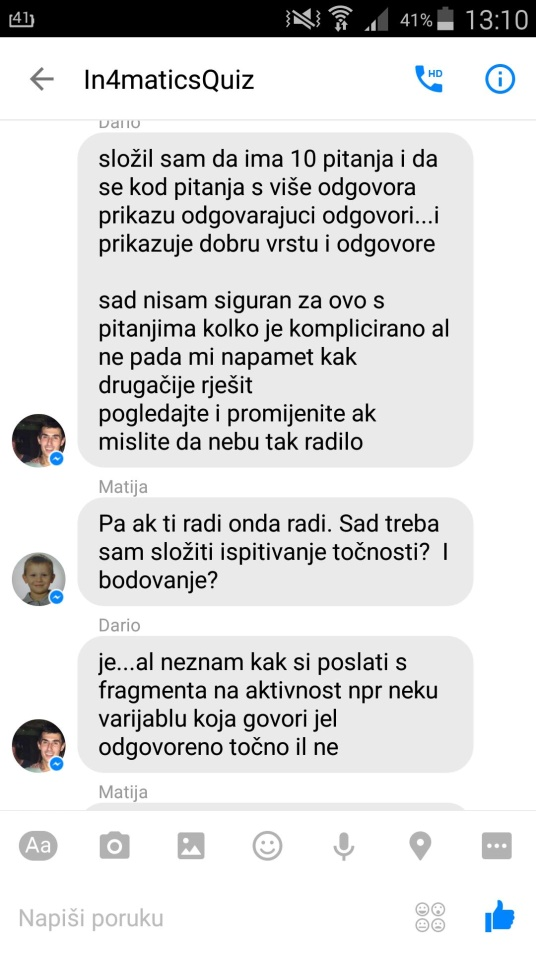 41
41% 13:10
In4maticsQuiz
HD
Dario
složil sam da ima 10 pitanja i da
se kod pitanja s više odgovora
prikazu odgovarajuci odgovori...i
prikazuje dobru vrstu i odgovore
sad nisam siguran za ovo s
pitanjima kolko je komplicirano al
ne pada mi napamet kak
drugačije rješit
pogledajte i promijenite ak
mislite da nebu tak radilo
Matija
Pa ak ti radi onda radi. Sad treba
sam složiti ispitivanje točnosti? I
bodovanje?
Dario
je...al neznam kak si poslati s
fragmenta na aktivnost npr neku
varijablu koja govori jel
odgovoreno točno il ne
Matija
Aa
Napiši poruku